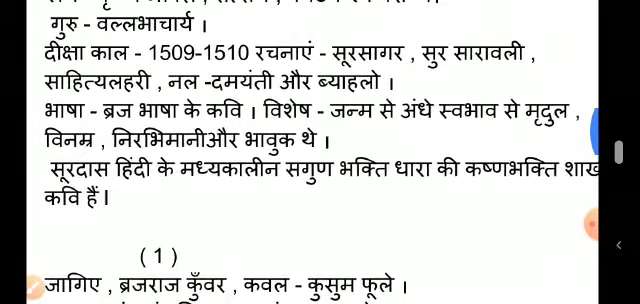 गुरु - वल्लभाचार्य ।
दीक्षा काल - 1509-1510 रचनाएं - सूरसागर , सुर सारावली ,
साहित्यलहरी , नल -दमयंती और ब्याहलो ।
भाषा - ब्रज भाषा के कवि । विशेष - जन्म से अंधे स्वभाव से मृदुल ,
विनम्र , निरभिमानीऔर भावुक थे ।
सूरदास हिंदी के मध्यकालीन सगुण भक्ति धारा की कष्णभक्ति शाख
कवि हैं I
( 1 )
जागिए , ब्रजराज कुँवर , कवल - कुसुम फूले ।